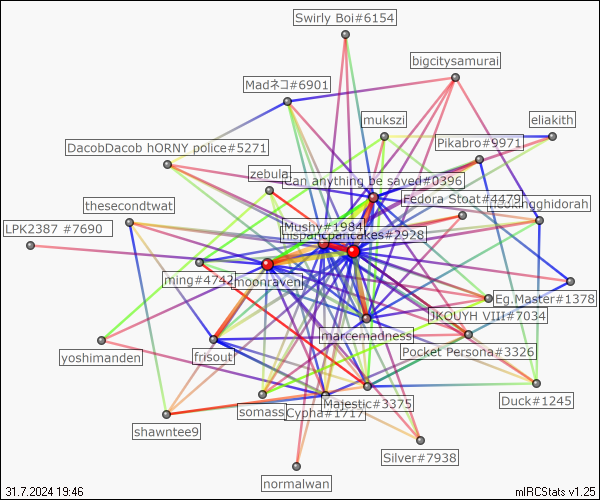 Swirly Boi#6154
bigcitysamurai
Madネコ#6901
mukszi
eliakith
Pikabro#9971
DacobDacob hORNY police#5271
zebula
Can anything be saved#0396
Fedora Stoat#4479
thesecondtwat
Mushy#1984
LPK2387 #7690
hispanicpancakes#2928
ming#4742
moonraven
Eg.Master#1378
JKOUYH VIII#7034
marcemadness
yoshimanden
frisout
Pocket Persona#3326
Duck#1245
Majestic#3375
somass
Cypha#1717
shawntee9
Silver#7938
normalwan
31.7.2024 19:46
mIRCStats v1.25